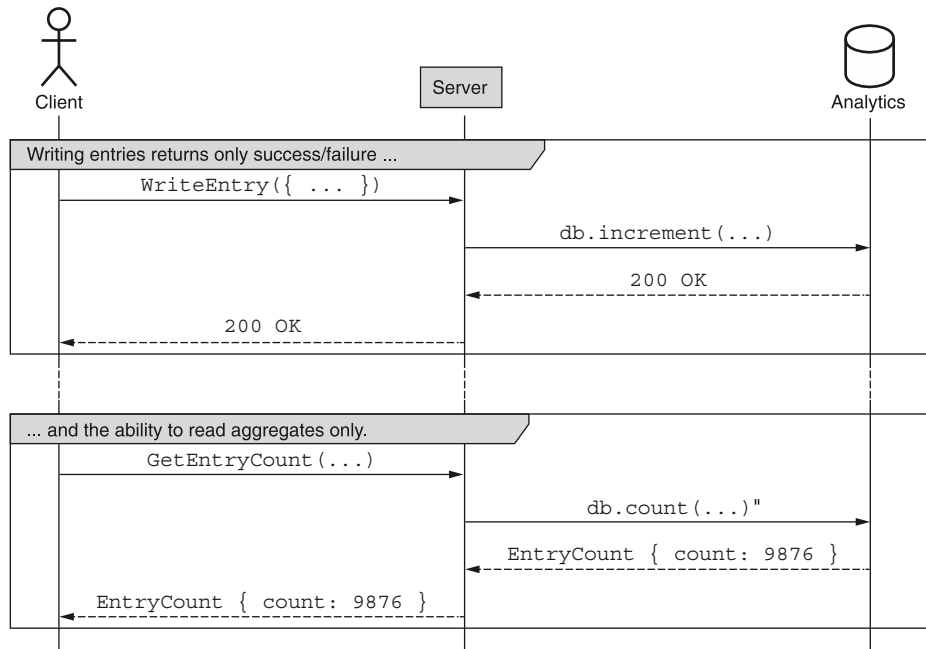 Client
Server
Analytics
Writing entries returns only success/failure ...
WriteEntry({ ... })
db.increment(...)
200 OK
200 OK
... and the ability to read aggregates only.
GetEntryCount(...)
db.count(...)"
EntryCount { count: 9876 }
EntryCount { count: 9876 }